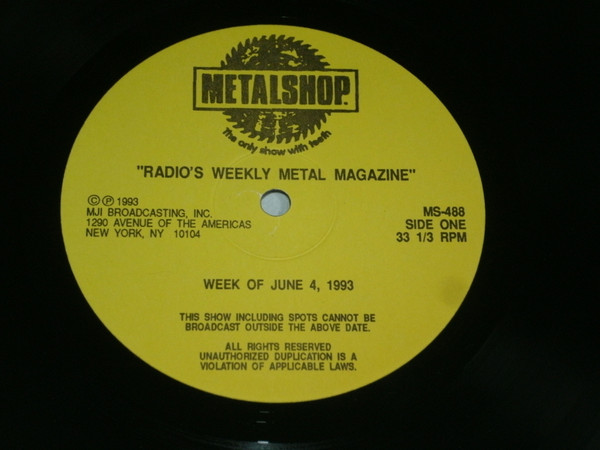 METALSHOP™
The only show with teeth
"RADIO'S WEEKLY METAL MAGAZINE"
©℗ 1993
MJI BROADCASTING, INC.
1290 AVENUE OF THE AMERICAS
NEW YORK, NY 10104
MS-488
SIDE ONE
33 1/3 RPM
WEEK OF JUNE 4, 1993
THIS SHOW INCLUDING SPOTS CANNOT BE
BROADCAST OUTSIDE THE ABOVE DATE.
ALL RIGHTS RESERVED
UNAUTHORIZED DUPLICATION IS A
VIOLATION OF APPLICABLE LAWS.